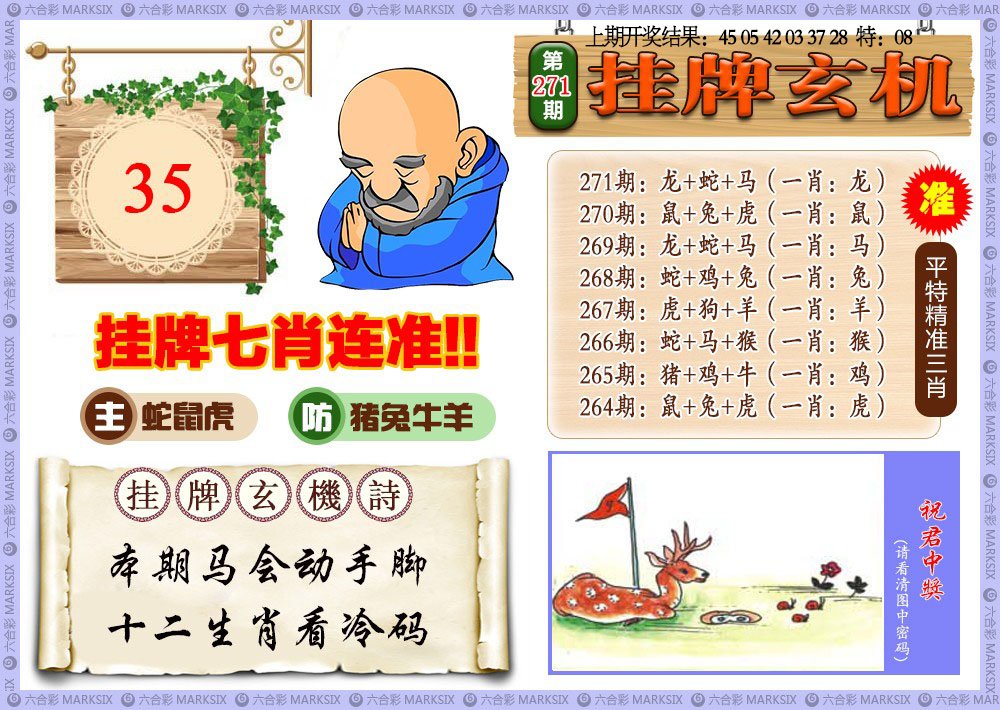 六合彩 MARKSIX
上期开奖结果：45 05 42 03 37 28 特：08
第
271
期
挂牌玄机
35
271期：龙+蛇+马（一肖：龙）
270期：鼠+兔+虎（一肖：鼠）
269期：龙+蛇+马（一肖：马）
268期：蛇+鸡+兔（一肖：兔）
267期：虎+狗+羊（一肖：羊）
266期：蛇+马+猴（一肖：猴）
265期：猪+鸡+牛（一肖：鸡）
264期：鼠+兔+虎（一肖：虎）
准
平特精准三肖
挂牌七肖连准!!
主 蛇鼠虎
防 猪兔牛羊
挂牌玄機詩
本期马会动手脚
十二生肖看冷码
祝君中獎
（请看清图中密码）